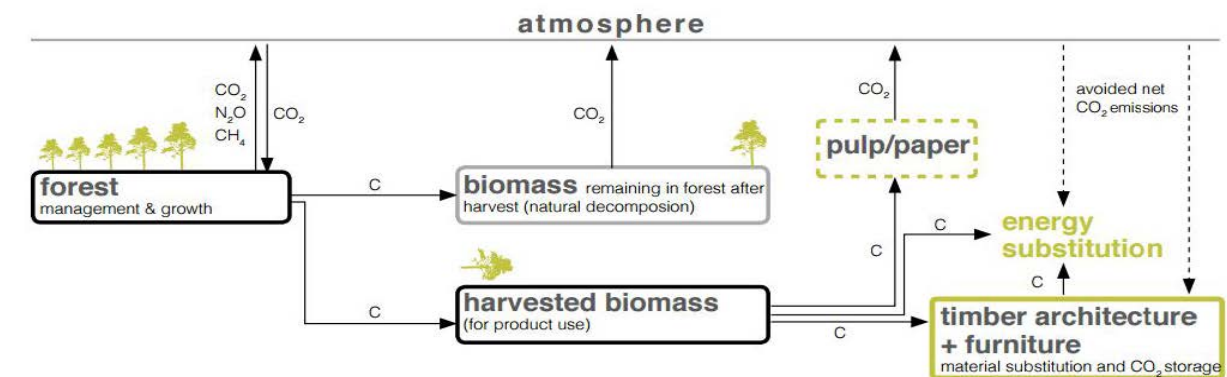 atmosphere
CO₂
N₂O
CH₄
CO₂
CO₂
CO₂
avoided net
CO₂ emissions
pulp/paper
forest
management & growth
C
biomass remaining in forest after
harvest (natural decomposion)
C
C
energy
substitution
C
harvested biomass
(for product use)
C
C
timber architecture
+ furniture
material substitution and CO₂ storage